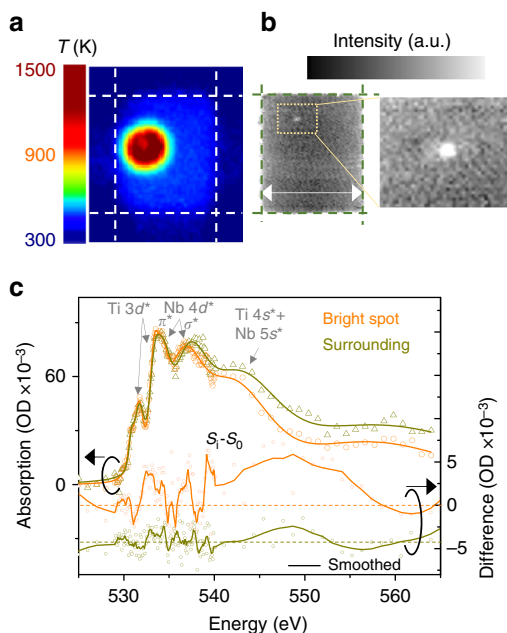 a
T (K)
1500
900
300
b
Intensity (a.u.)
c
Ti 3d*
Nb 4d*
π*
σ*
Ti 4s*+
Nb 5s*
Bright spot
Surrounding
Sᵢ-S₀
Smoothed
Absorption (OD ×10⁻³)
60
0
Difference (OD ×10⁻³)
5
0
−5
530
540
550
560
Energy (eV)